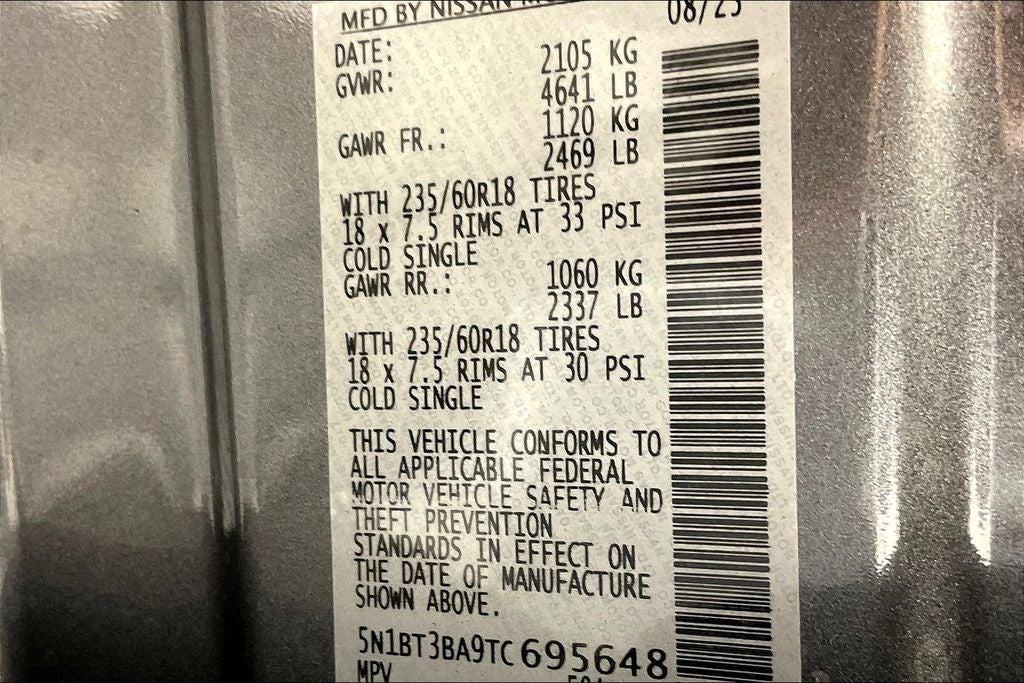 MFD BY NISSAN
08/25
DATE:
GVWR: 2105 KG
4641 LB
GAWR FR.: 1120 KG
2469 LB
WITH 235/60R18 TIRES
18 x 7.5 RIMS AT 33 PSI
COLD SINGLE
GAWR RR.: 1060 KG
2337 LB
WITH 235/60R18 TIRES
18 x 7.5 RIMS AT 30 PSI
COLD SINGLE
THIS VEHICLE CONFORMS TO
ALL APPLICABLE FEDERAL
MOTOR VEHICLE SAFETY AND
THEFT PREVENTION
STANDARDS IN EFFECT ON
THE DATE OF MANUFACTURE
SHOWN ABOVE.
5N1BT3BA9TC695648
MPV